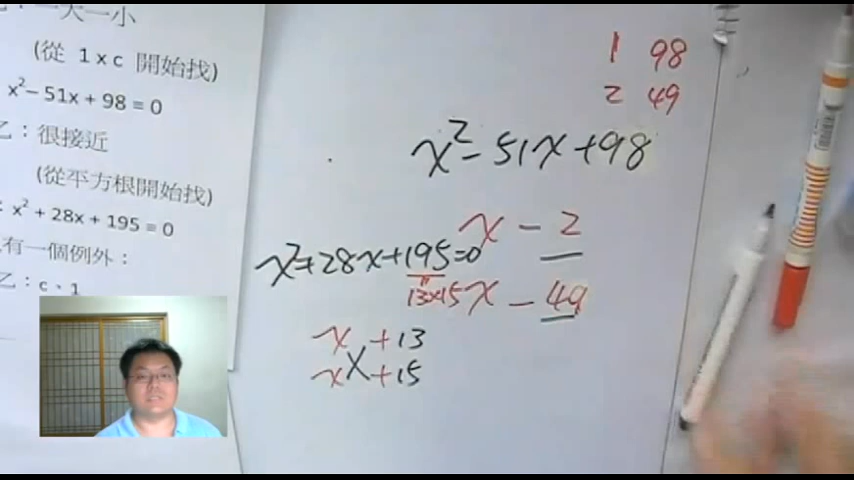 一大一小
(從 1 x c 開始找)
x²− 51x + 98 = 0
乙：很接近
(從平方根開始找)
: x² + 28x + 195 = 0
有一個例外：
乙：c、1
1 98
2 49
x² − 51x + 98
x − 2
x²+28x+195=0
13×15
x − 49
x +13
x +15